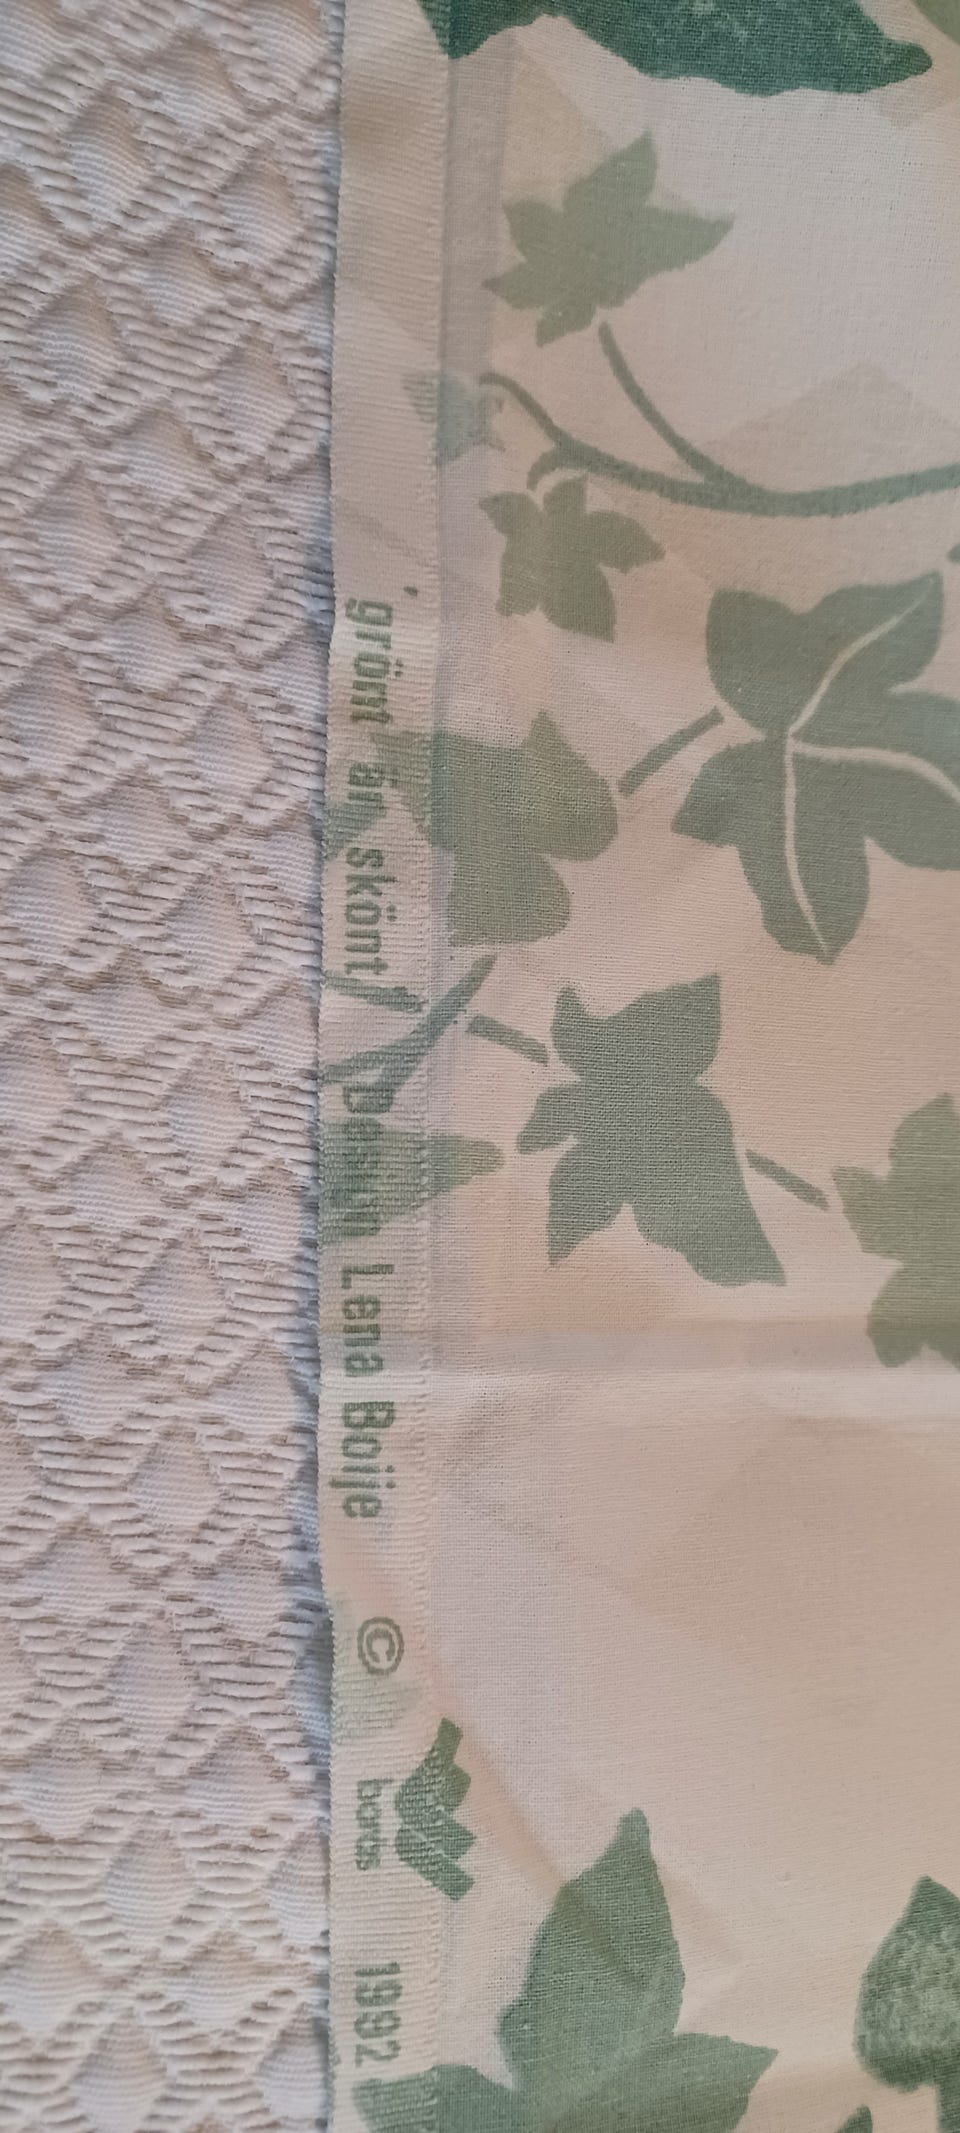 'grönt är skönt' Design Lena Boije © borås 1992